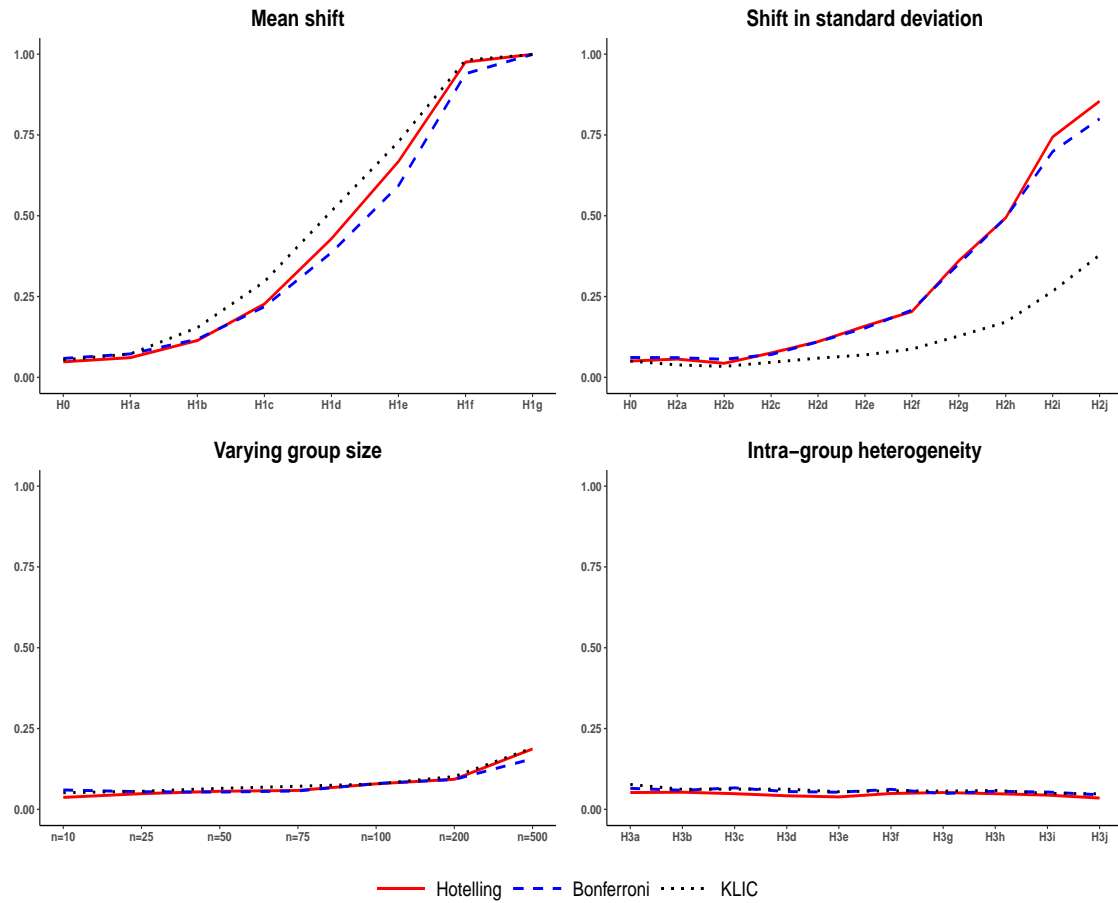 Mean shift
1.00
0.75
0.50
0.25
0.00
H0 H1a H1b H1c H1d H1e H1f H1g
Shift in standard deviation
1.00
0.75
0.50
0.25
0.00
H0 H2a H2b H2c H2d H2e H2f H2g H2h H2i H2j
Varying group size
1.00
0.75
0.50
0.25
0.00
n=10 n=25 n=50 n=75 n=100 n=200 n=500
Intra−group heterogeneity
1.00
0.75
0.50
0.25
0.00
H3a H3b H3c H3d H3e H3f H3g H3h H3i H3j
Hotelling Bonferroni KLIC